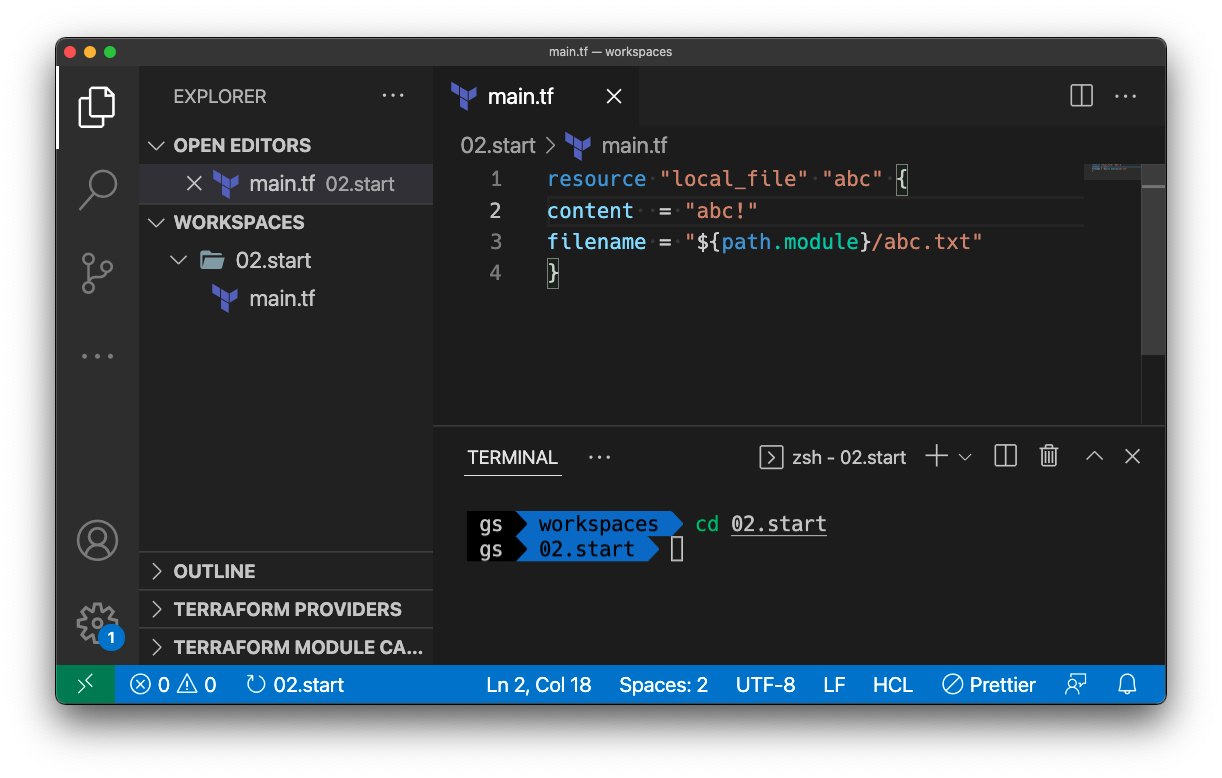 main.tf — workspaces
EXPLORER ···
OPEN EDITORS
main.tf 02.start
WORKSPACES
02.start
main.tf
OUTLINE
TERRAFORM PROVIDERS
TERRAFORM MODULE CA...
main.tf
02.start > main.tf
1 resource "local_file" "abc" {
2 content   = "abc!"
3 filename = "${path.module}/abc.txt"
4 }
TERMINAL ···
zsh - 02.start
gs workspaces cd 02.start
gs 02.start
1
0 0 02.start Ln 2, Col 18 Spaces: 2 UTF-8 LF HCL Prettier